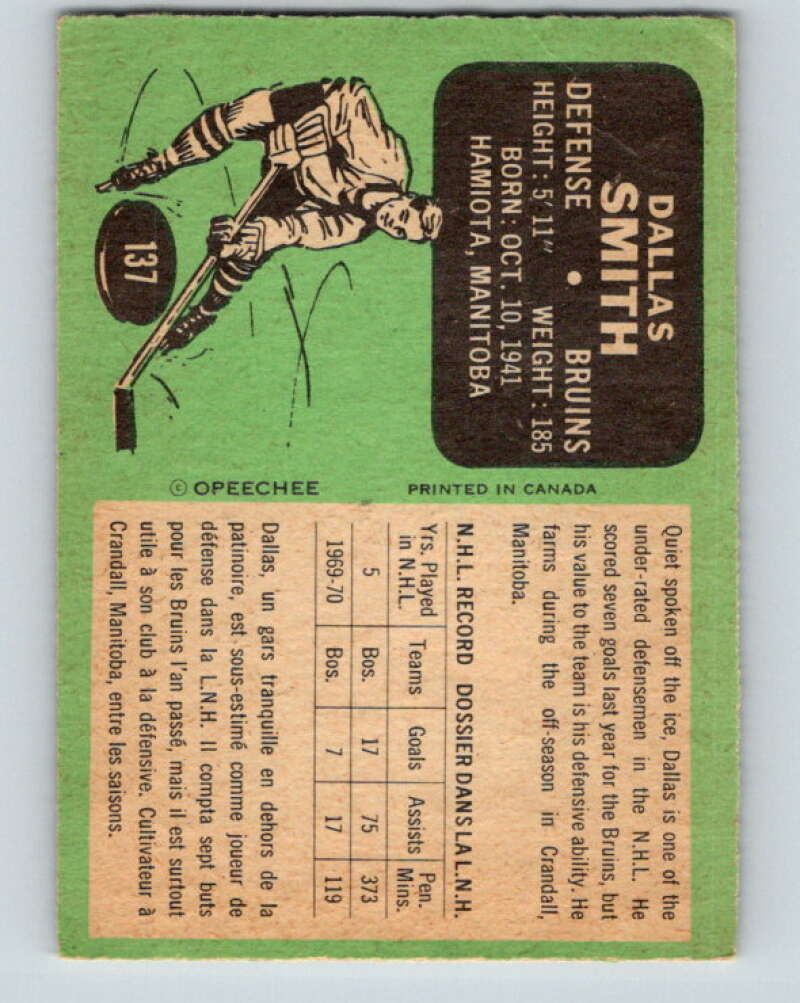 DALLAS
SMITH
DEFENSE • BRUINS
HEIGHT: 5'11" WEIGHT: 185
BORN: OCT. 10, 1941
HAMIOTA, MANITOBA
137
© OPEECHEE
PRINTED IN CANADA
Quiet spoken off the ice, Dallas is one of the
under-rated defensemen in the N.H.L. He
scored seven goals last year for the Bruins, but
his value to the team is his defensive ability. He
farms during the off-season in Crandall,
Manitoba.
N.H.L. RECORD DOSSIER DANS LA L.N.H.
Yrs. Played in N.H.L. Teams Goals Assists Pen. Mins.
5 Bos. 17 75 373
1969-70 Bos. 7 17 119
Dallas, un gars tranquille en dehors de la
patinoire, est sous-estimé comme joueur de
défense dans la L.N.H. Il compta sept buts
pour les Bruins l'an passé, mais il est surtout
utile à son club à la défensive. Cultivateur à
Crandall, Manitoba, entre les saisons.